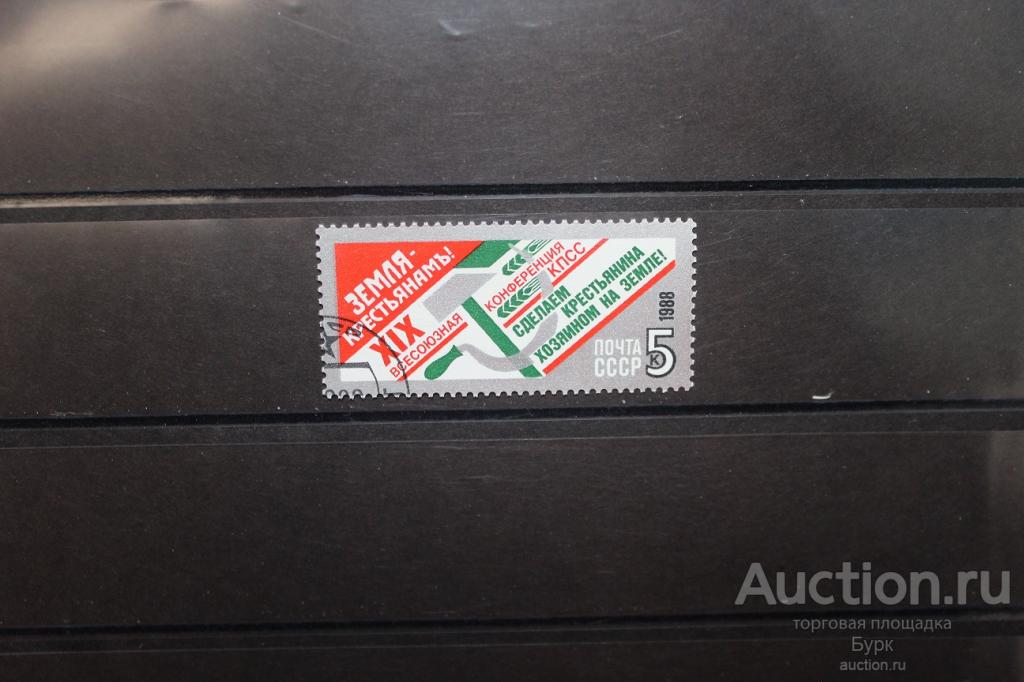 ЗЕМЛЯ-
КРЕСТЬЯНАМЪ!
XIX
ВСЕСОЮЗНАЯ
КОНФЕРЕНЦИЯ
КПСС
СДЕЛАЕМ
КРЕСТЬЯНИНА
ХОЗЯИНОМ НА ЗЕМЛЕ!
ПОЧТА
СССР
5
К
1988
Auction.ru
торговая площадка
Бурк
auction.ru